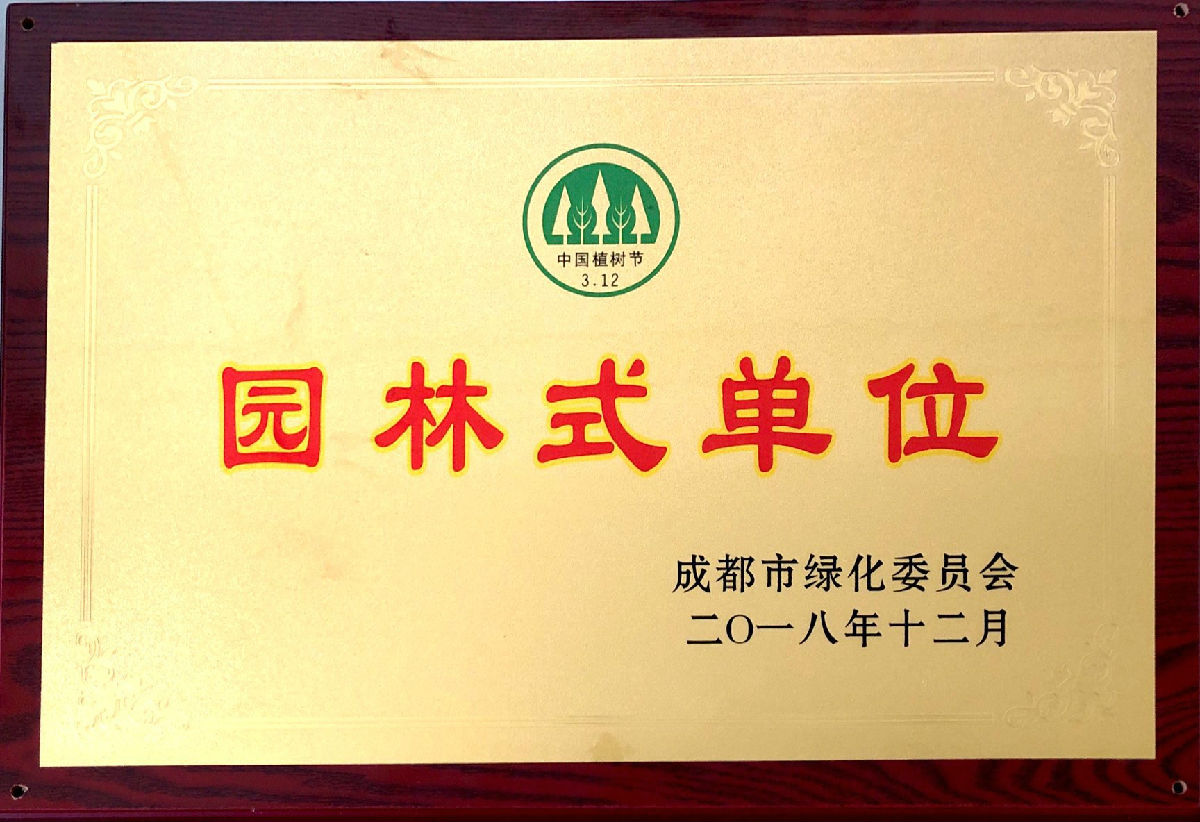 中国植树节
3.12
园林式单位
成都市绿化委员会
二〇一八年十二月